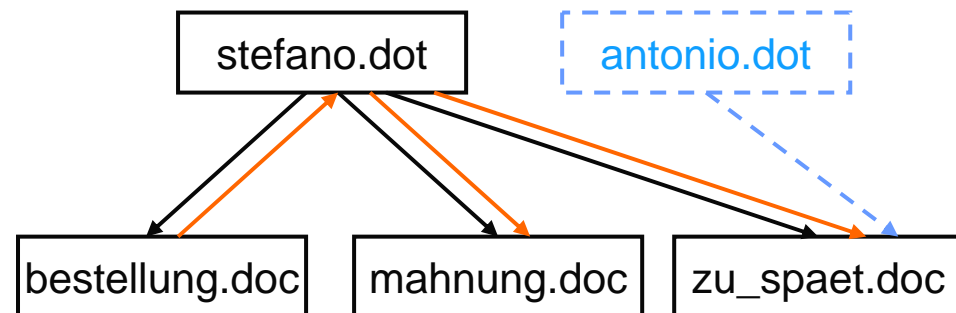 stefano.dot
antonio.dot
bestellung.doc
mahnung.doc
zu_spaet.doc